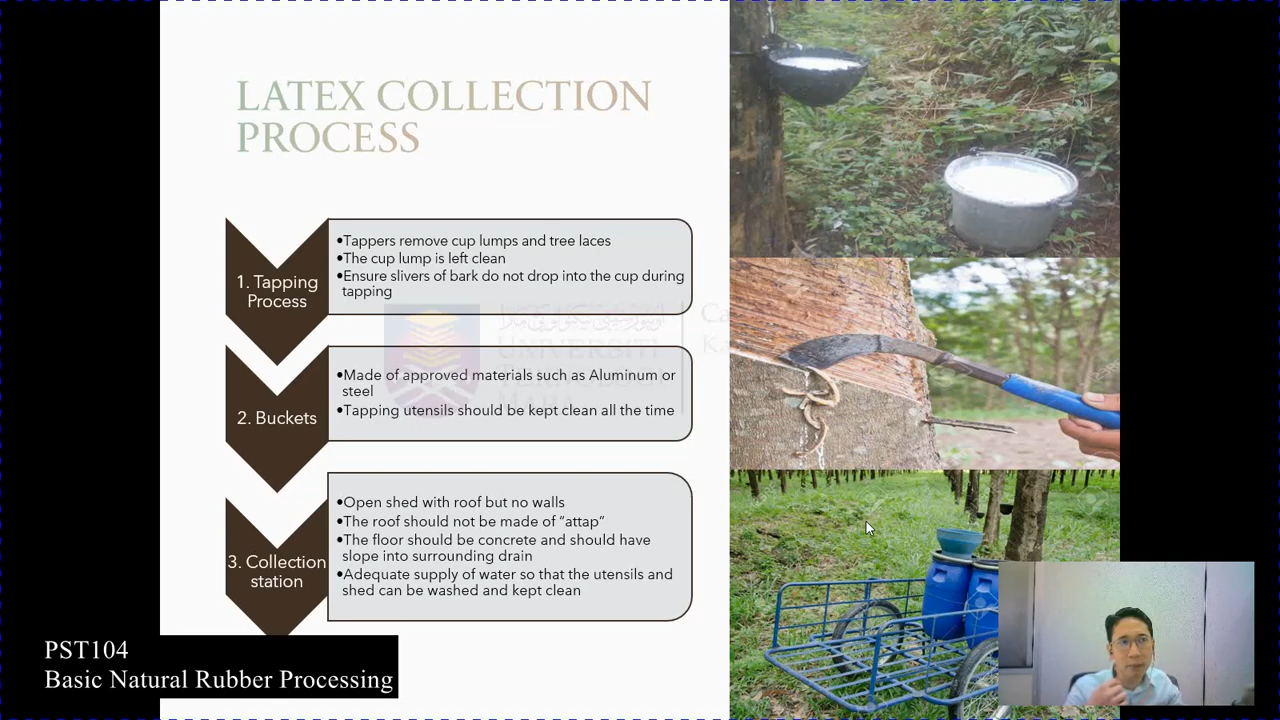 LATEX COLLECTION
PROCESS
1. Tapping
Process
•Tappers remove cup lumps and tree laces
•The cup lump is left clean
•Ensure slivers of bark do not drop into the cup during
tapping
UNIVERSITI
2. Buckets
•Made of approved materials such as Aluminum or
steel
•Tapping utensils should be kept clean all the time
3. Collection
station
•Open shed with roof but no walls
•The roof should not be made of “attap”
•The floor should be concrete and should have
slope into surrounding drain
•Adequate supply of water so that the utensils and
shed can be washed and kept clean
PST104
Basic Natural Rubber Processing